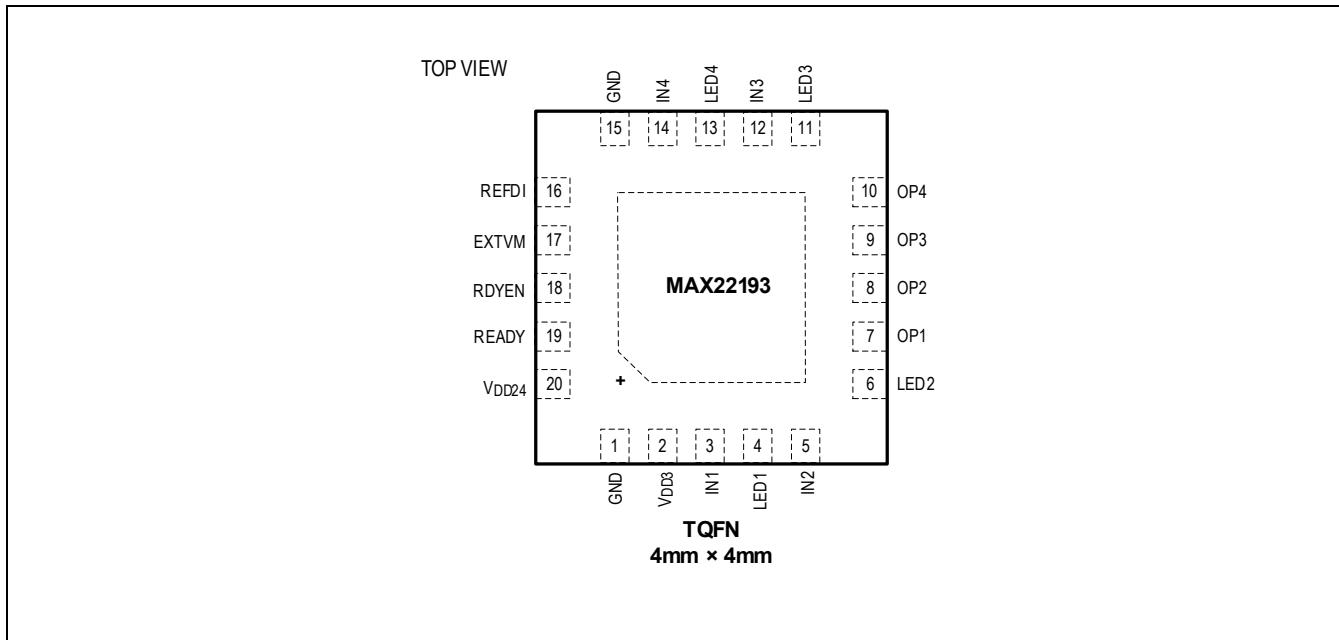 TOP VIEW
GND
IN4
LED4
IN3
LED3
15
14
13
12
11
REFDI 16
10 OP4
EXTVM 17
9 OP3
RDYEN 18
MAX22193
8 OP2
READY 19
7 OP1
VDD24 20
+
6 LED2
1
2
3
4
5
GND
VDD3
IN1
LED1
IN2
TQFN
4mm × 4mm